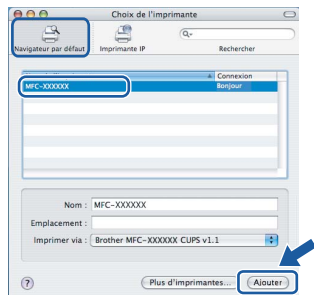 Choix de l'imprimante
Navigateur par défaut
Imprimante IP
Rechercher
Connexion
MFC-XXXXXX
Bonjour
Nom : MFC-XXXXXX
Emplacement :
Imprimer via : Brother MFC-XXXXXX CUPS v1.1
?
Plus d'imprimantes...
Ajouter